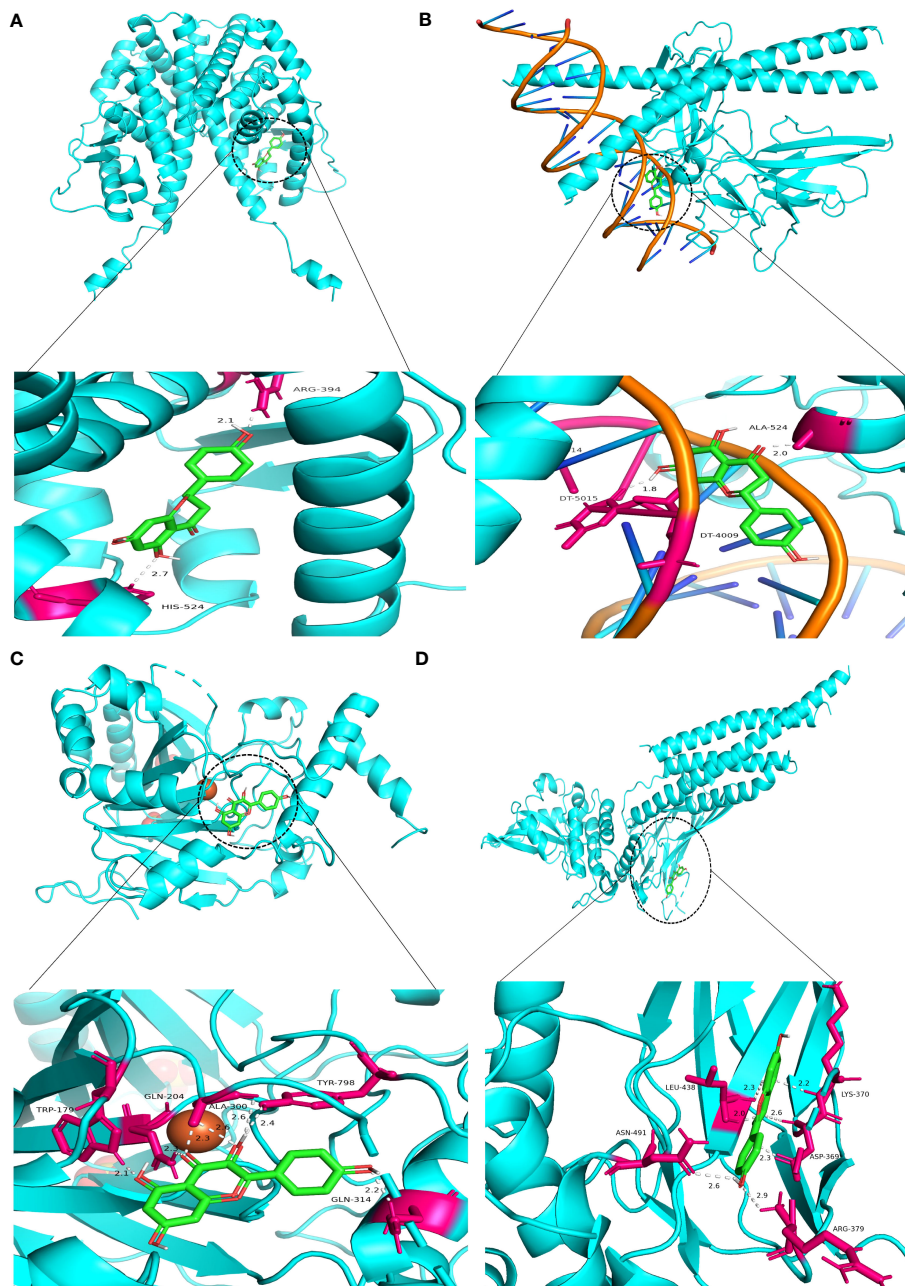 A
B
ARG-394
2.1
2.7
HIS-524
ALA-524
2.0
14
1.8
DT-5015
DT-4009
C
D
TYR-798
GLN-204
ALA-300
TRP-179
2.6
2.4
2.6
2.3
2.1
2.2
GLN-314
2.3
2.2
LYS-370
LEU-438
2.0
2.6
ASN-491
2.3
ASP-369
2.6
2.9
ARG-379